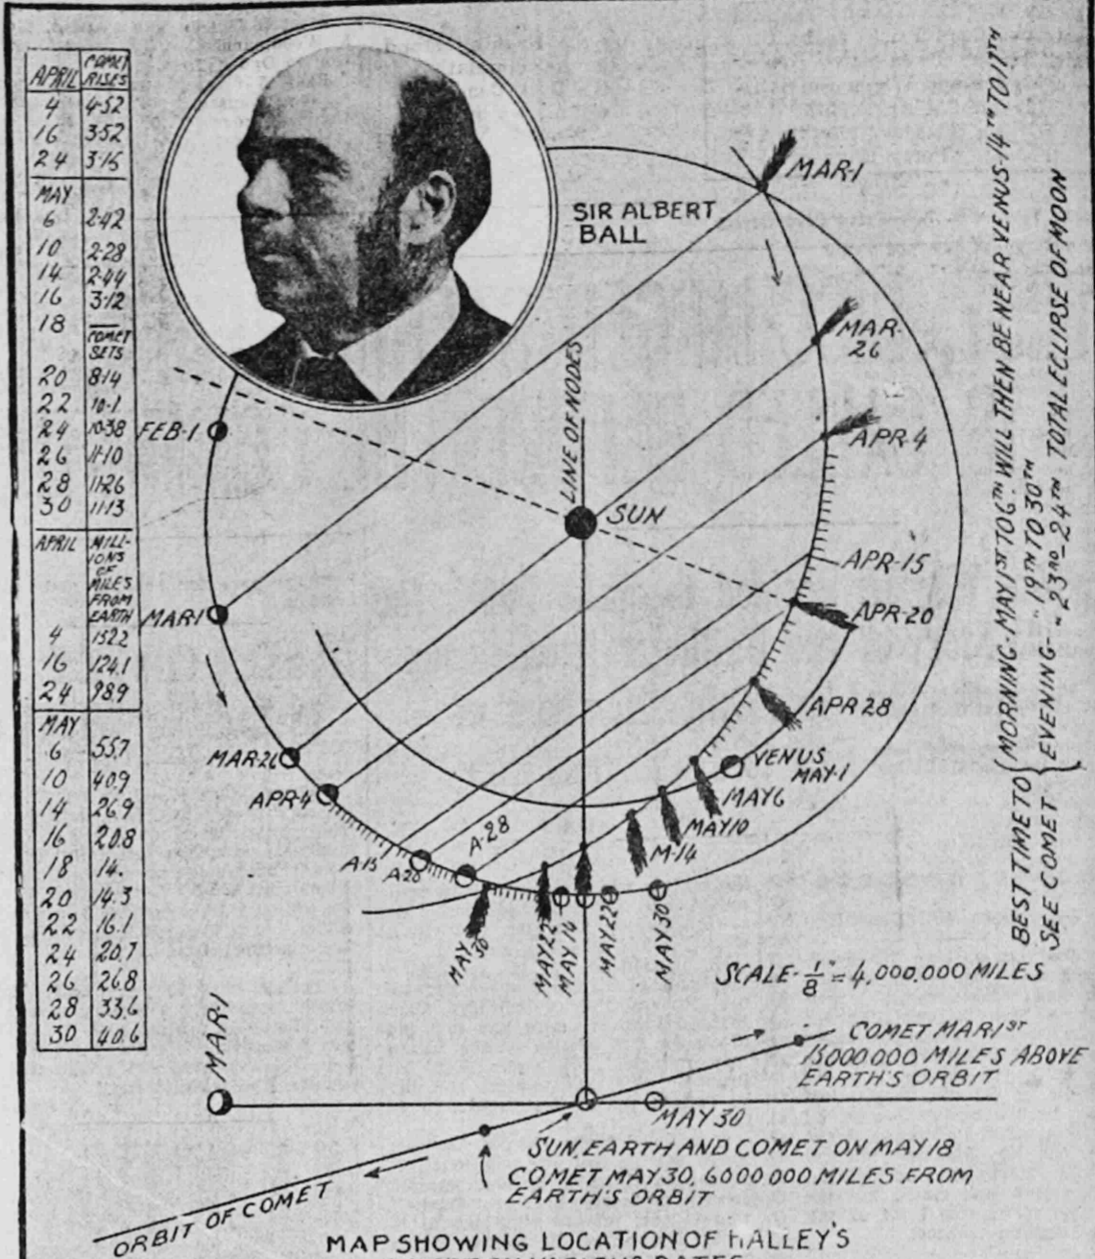 APRIL COMET RISES
4 4-52
16 3-52
24 3-15
MAY
6 2-42
10 2-28
14 2-44
16 3-12
18 —
COMET SETS
20 8-14
22 10-1
24 10-38
26 11-10
28 11-26
30 11-13
APRIL MILL-
IONS
OF
MILES
FROM
EARTH
4 152.2
16 124.1
24 98.9
MAY
6 55.7
10 40.9
14 26.9
16 20.8
18 14.
20 14.3
22 16.1
24 20.7
26 26.8
28 33.6
30 40.6
SIR ALBERT
BALL
MAR-1
MAR-
26
APR-4
APR-15
APR-20
APR 28
VENUS
MAY-1
MAY6
MAY10
M-14
LINE OF NODES
SUN
FEB-1
MAR-1
MAR-26
APR-4
A-15
A-20
A-28
MAY
30
MAY22
MAY 14
MAY22
MAY30
BEST TIME TO
SEE COMET
MORNING-MAY 1ST TO 6TH. WILL THEN BE NEAR VENUS-14TH TO 17TH
EVENING- " 19TH TO 30TH
" 23RD-24TH TOTAL ECLIPSE OF MOON
SCALE-1/8"=4,000,000 MILES
MAR-1
COMET MAR 1ST
15000000 MILES ABOVE
EARTH'S ORBIT
MAY 30
SUN, EARTH AND COMET ON MAY 18
COMET MAY 30, 6000000 MILES FROM
EARTH'S ORBIT
ORBIT OF COMET
MAP SHOWING LOCATION OF HALLEY'S